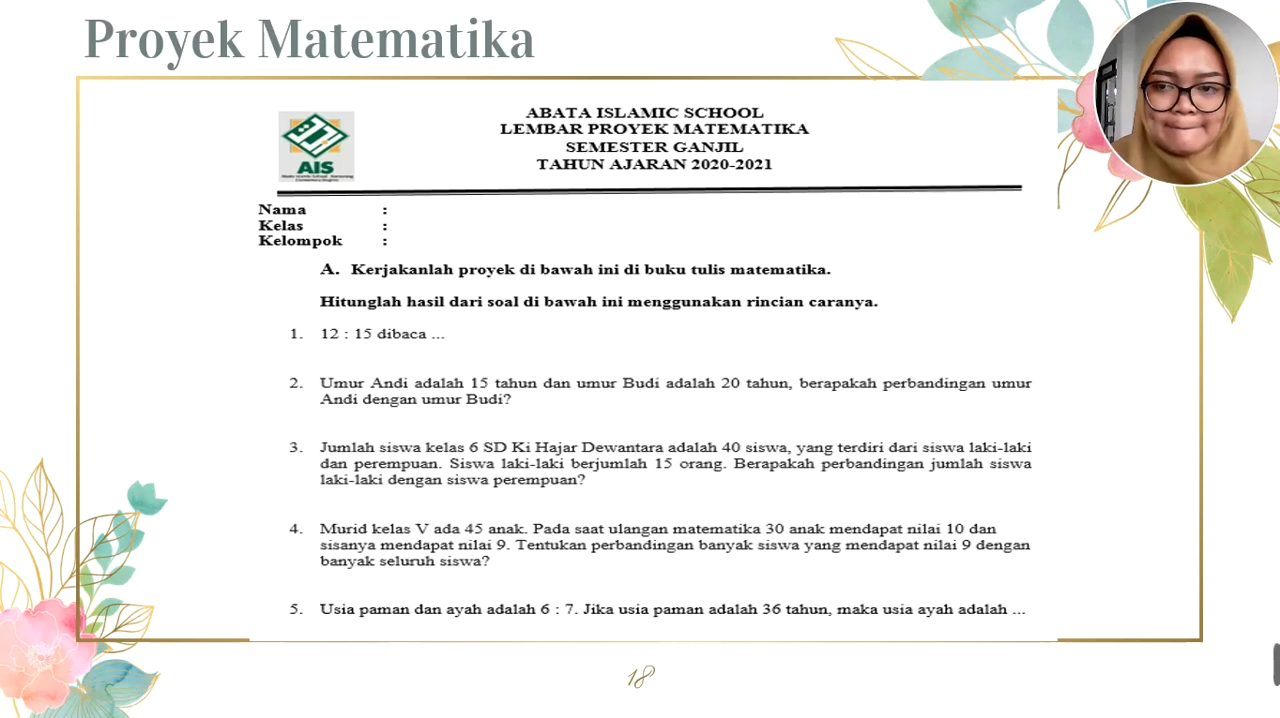 Proyek Matematika
ABATA ISLAMIC SCHOOL
LEMBAR PROYEK MATEMATIKA
SEMESTER GANJIL
TAHUN AJARAN 2020-2021
AIS
Nama :
Kelas :
Kelompok :
A. Kerjakanlah proyek di bawah ini di buku tulis matematika.
Hitunglah hasil dari soal di bawah ini menggunakan rincian caranya.
1. 12 : 15 dibaca ...
2. Umur Andi adalah 15 tahun dan umur Budi adalah 20 tahun, berapakah perbandingan umur
Andi dengan umur Budi?
3. Jumlah siswa kelas 6 SD Ki Hajar Dewantara adalah 40 siswa, yang terdiri dari siswa laki-laki
dan perempuan. Siswa laki-laki berjumlah 15 orang. Berapakah perbandingan jumlah siswa
laki-laki dengan siswa perempuan?
4. Murid kelas V ada 45 anak. Pada saat ulangan matematika 30 anak mendapat nilai 10 dan
sisanya mendapat nilai 9. Tentukan perbandingan banyak siswa yang mendapat nilai 9 dengan
banyak seluruh siswa?
5. Usia paman dan ayah adalah 6 : 7. Jika usia paman adalah 36 tahun, maka usia ayah adalah ...
18